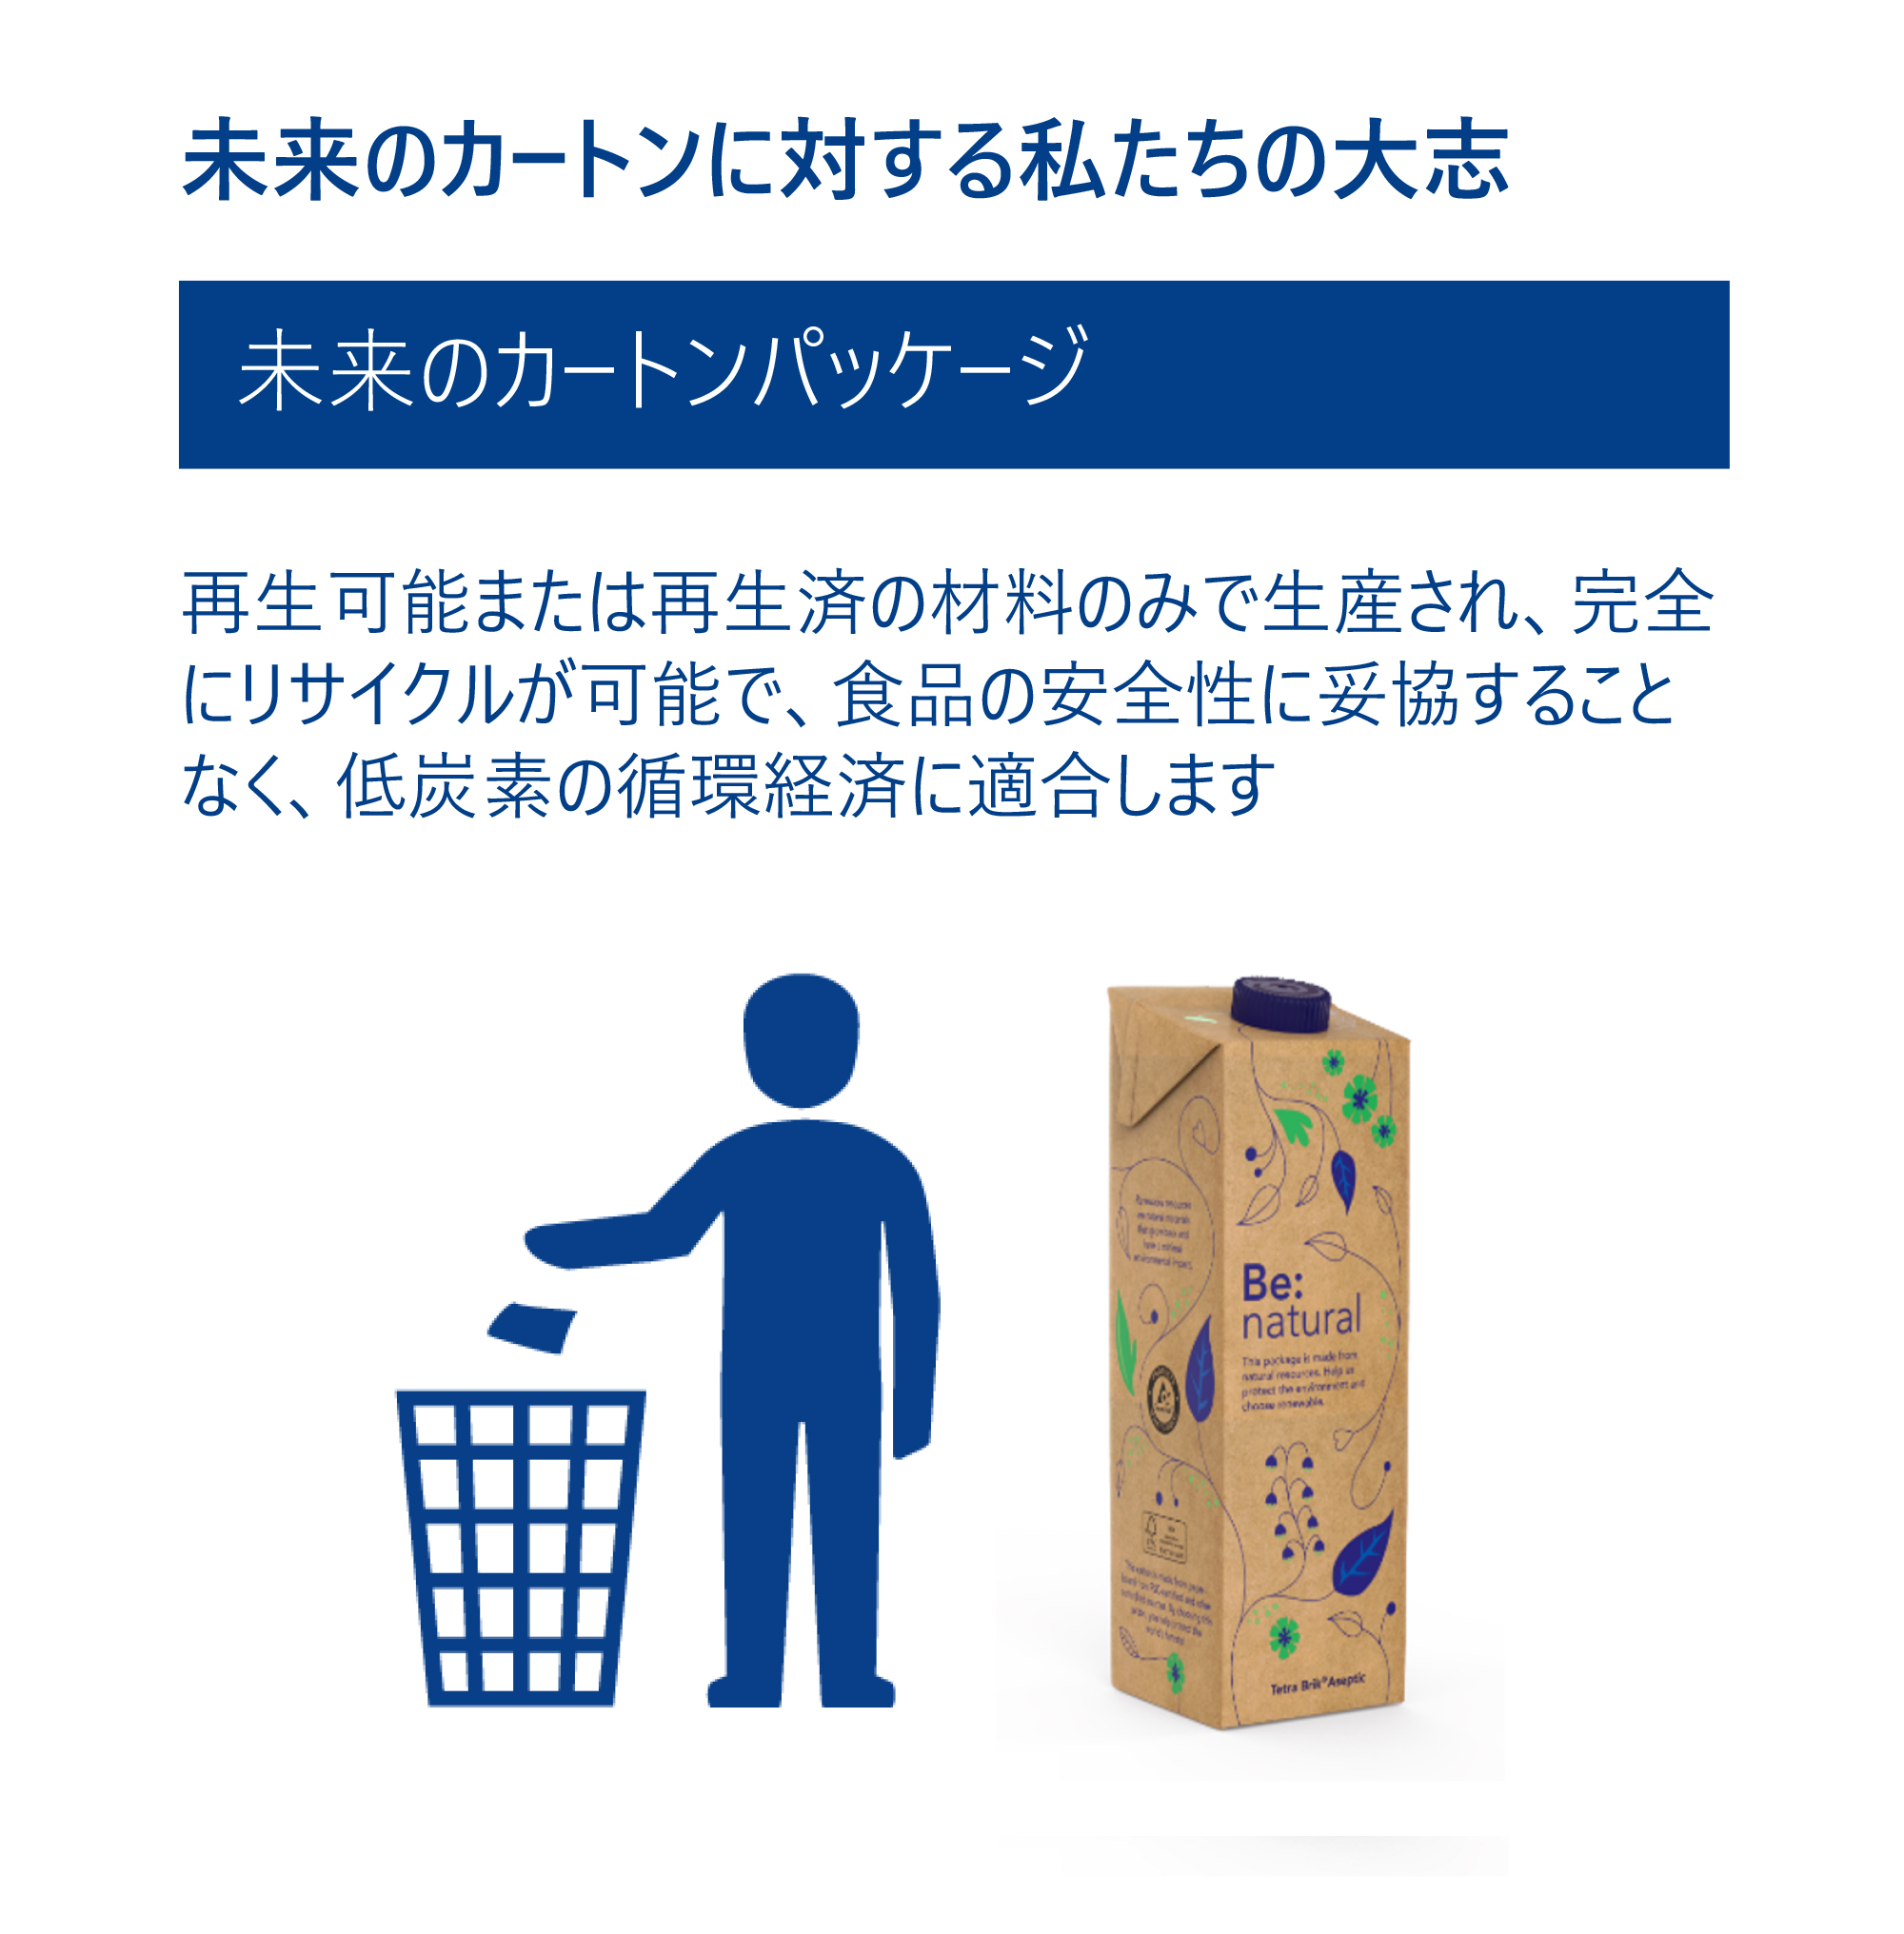 未来のカートンに対する私たちの大志
未来のカートンパッケージ
再生可能または再生済の材料のみで生産され、完全
にリサイクルが可能で、食品の安全性に妥協すること
なく、低炭素の循環経済に適合します
Be:
natural
This package is made from
natural resources. Help us
protect the environment and
choose renewable.
environmental impact.
Tetra Brik® Aseptic